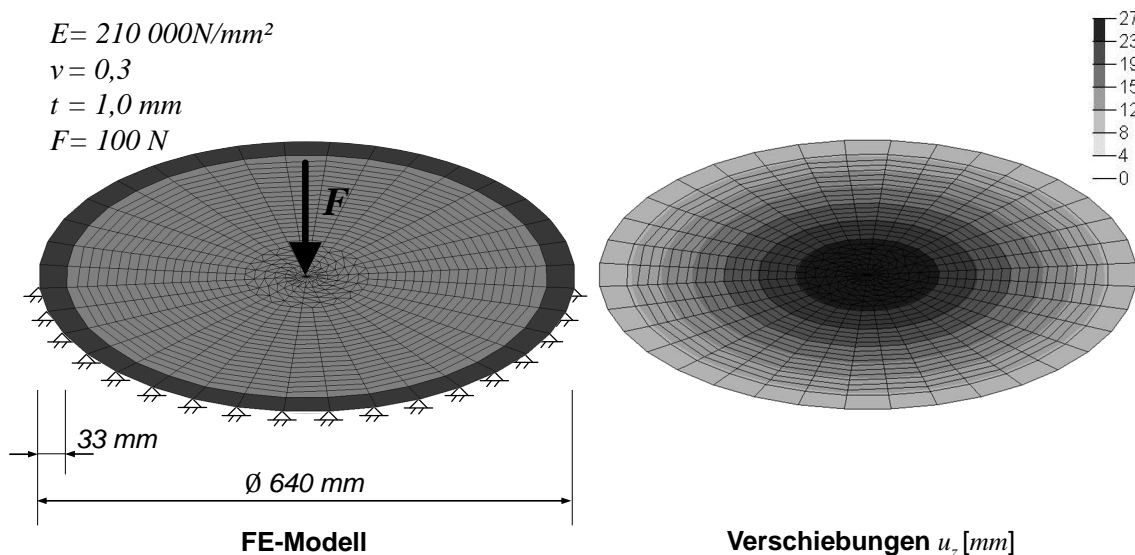 E= 210 000N/mm²
v = 0,3
t = 1,0 mm
F= 100 N
F
27
23
19
15
12
8
4
0
33 mm
Ø 640 mm
FE-Modell
Verschiebungen u_z [mm]